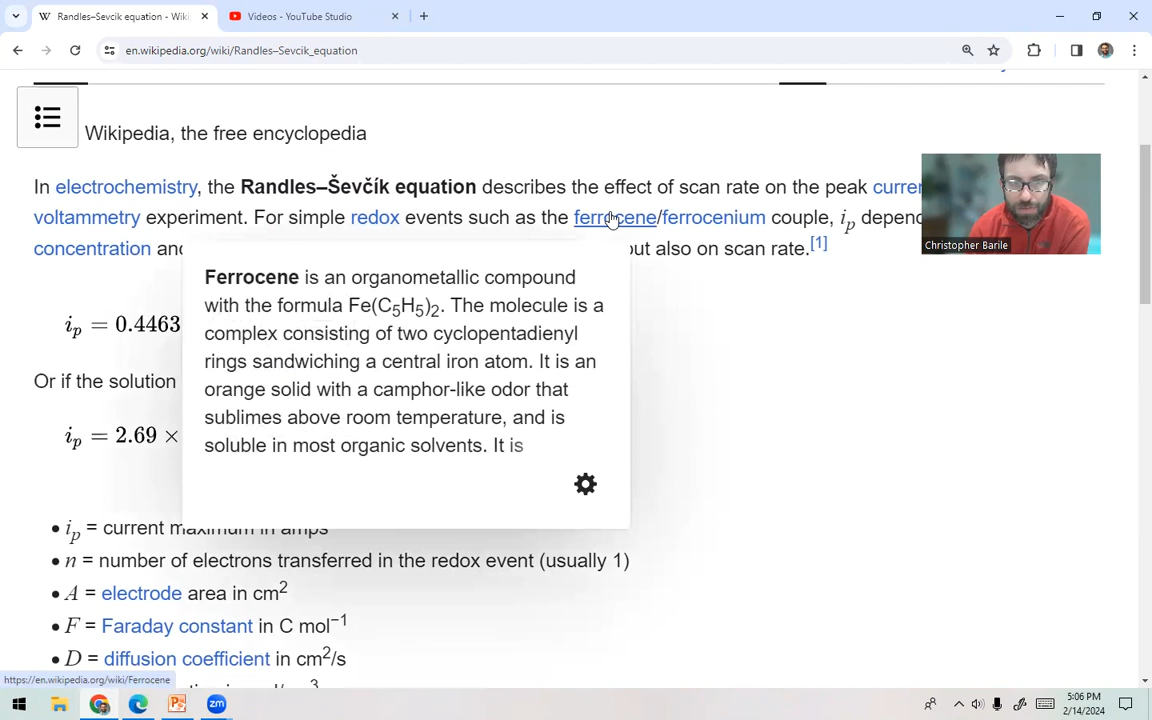 Randles–Sevcik equation - Wiki
Videos - YouTube Studio
en.wikipedia.org/wiki/Randles–Sevcik_equation
Wikipedia, the free encyclopedia
In electrochemistry, the Randles–Ševčík equation describes the effect of scan rate on the peak curre
voltammetry experiment. For simple redox events such as the ferrocene/ferrocenium couple, iₚ depend
concentration and but also on scan rate.[1]
Ferrocene is an organometallic compound
with the formula Fe(C₅H₅)₂. The molecule is a
complex consisting of two cyclopentadienyl
rings sandwiching a central iron atom. It is an
orange solid with a camphor-like odor that
sublimes above room temperature, and is
soluble in most organic solvents. It is
iₚ = 0.4463
Or if the solution
iₚ = 2.69 ×
• iₚ = current maximum in amps
• n = number of electrons transferred in the redox event (usually 1)
• A = electrode area in cm²
• F = Faraday constant in C mol⁻¹
• D = diffusion coefficient in cm²/s
Christopher Barile
https://en.wikipedia.org/wiki/Ferrocene
zm
5:06 PM
2/14/2024